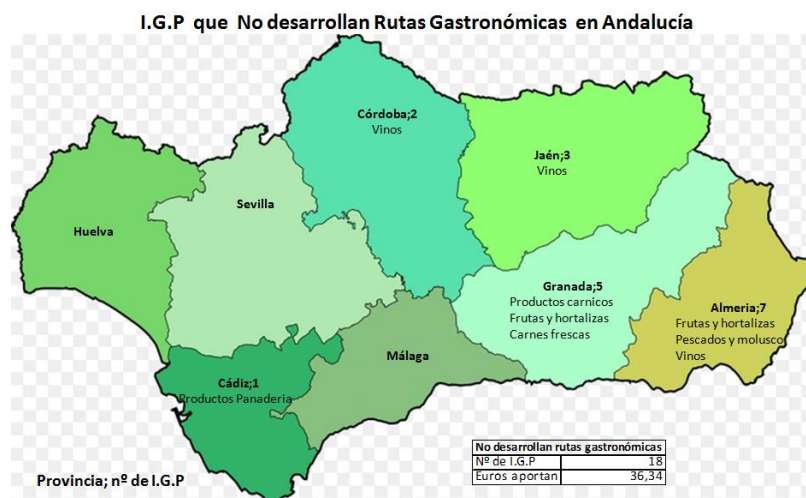 I.G.P que No desarrollan Rutas Gastronómicas en Andalucía
Córdoba;2
Vinos
Jaén;3
Vinos
Sevilla
Huelva
Granada;5
Productos carnicos
Frutas y hortalizas
Carnes frescas
Almeria;7
Frutas y hortalizas
Pescados y molusco
Vinos
Málaga
Cádiz;1
Productos Panaderia
No desarrollan rutas gastronómicas
Nº de I.G.P 18
Euros aportan 36,34
Provincia; nº de I.G.P